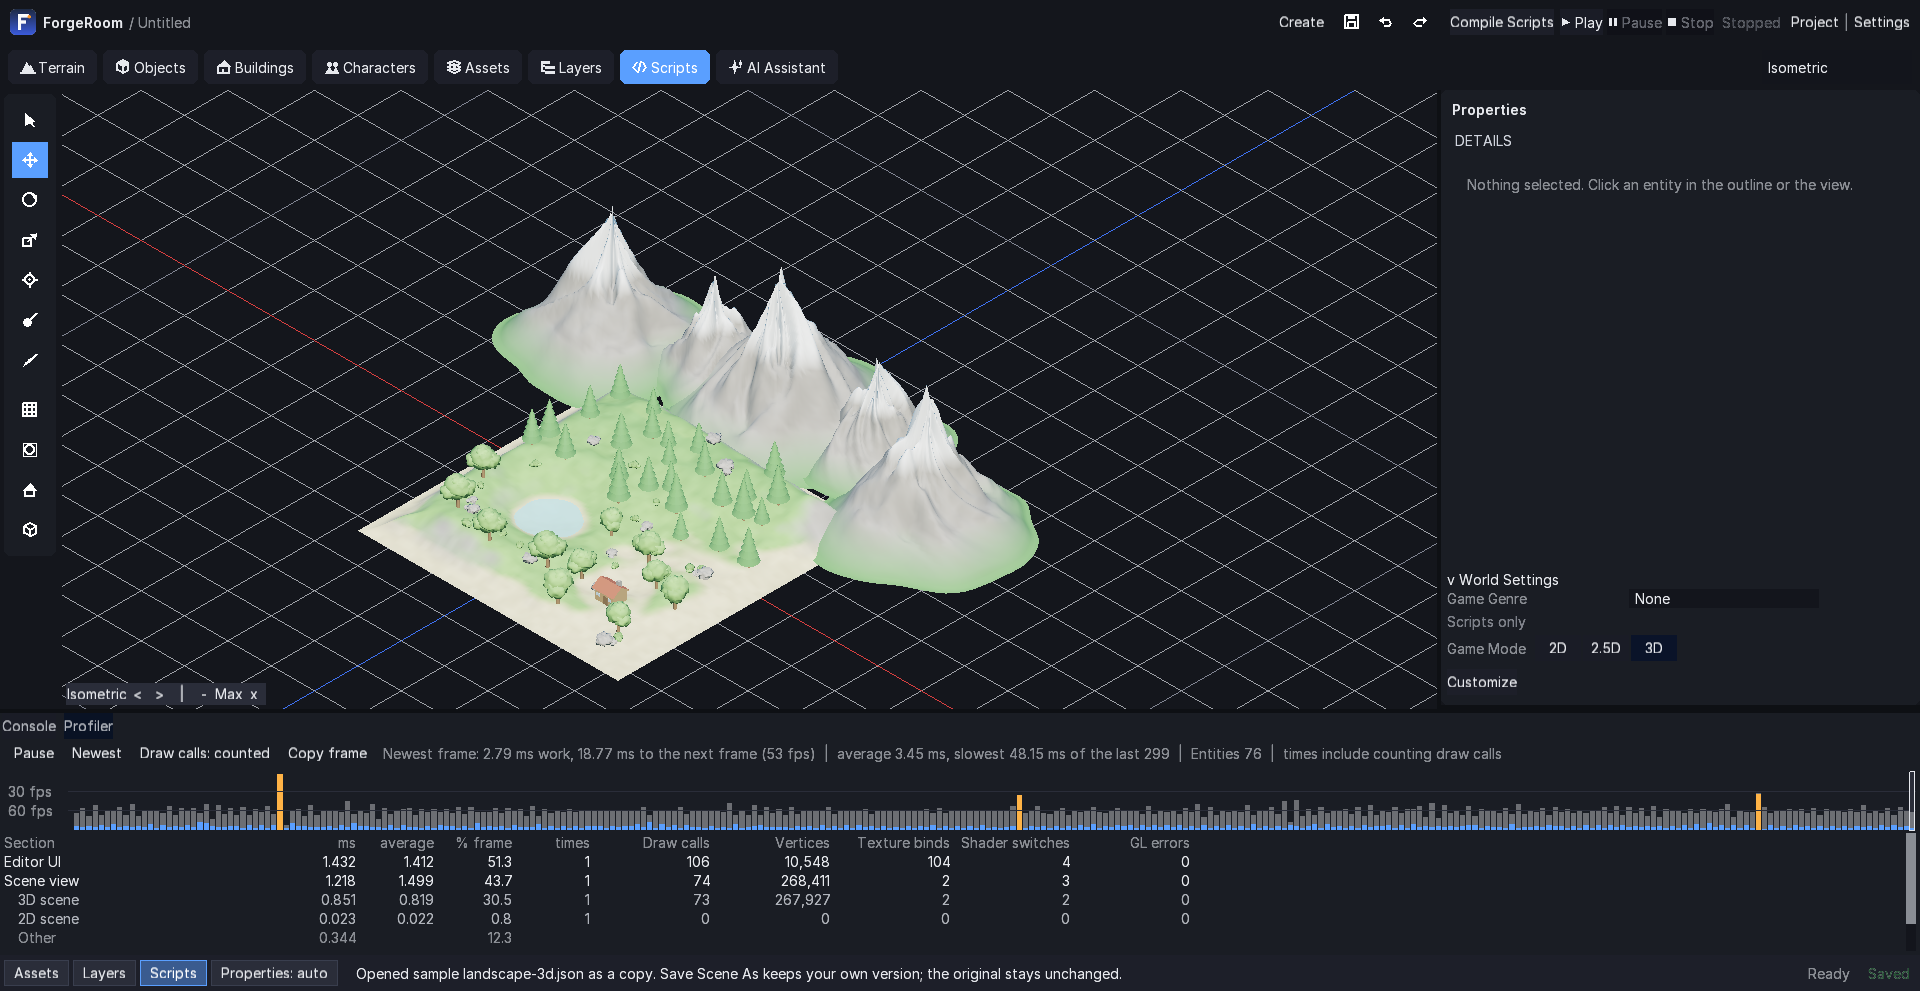 ForgeRoom / Untitled
Create
Compile Scripts Play Pause Stop Stopped Project | Settings
Terrain Objects Buildings Characters Assets Layers Scripts AI Assistant
Isometric
Properties
DETAILS
Nothing selected. Click an entity in the outline or the view.
v World Settings
Game Genre None
Scripts only
Game Mode 2D 2.5D 3D
Customize
Isometric < > | - Max x
Console Profiler
Pause Newest Draw calls: counted Copy frame Newest frame: 2.79 ms work, 18.77 ms to the next frame (53 fps) | average 3.45 ms, slowest 48.15 ms of the last 299 | Entities 76 | times include counting draw calls
30 fps
60 fps
Section ms average % frame times Draw calls Vertices Texture binds Shader switches GL errors
Editor UI 1.432 1.412 51.3 1 106 10,548 104 4 0
Scene view 1.218 1.499 43.7 1 74 268,411 2 3 0
3D scene 0.851 0.819 30.5 1 73 267,927 2 2 0
2D scene 0.023 0.022 0.8 1 0 0 0 0 0
Other 0.344 12.3
Assets Layers Scripts Properties: auto Opened sample landscape-3d.json as a copy. Save Scene As keeps your own version; the original stays unchanged. Ready Saved